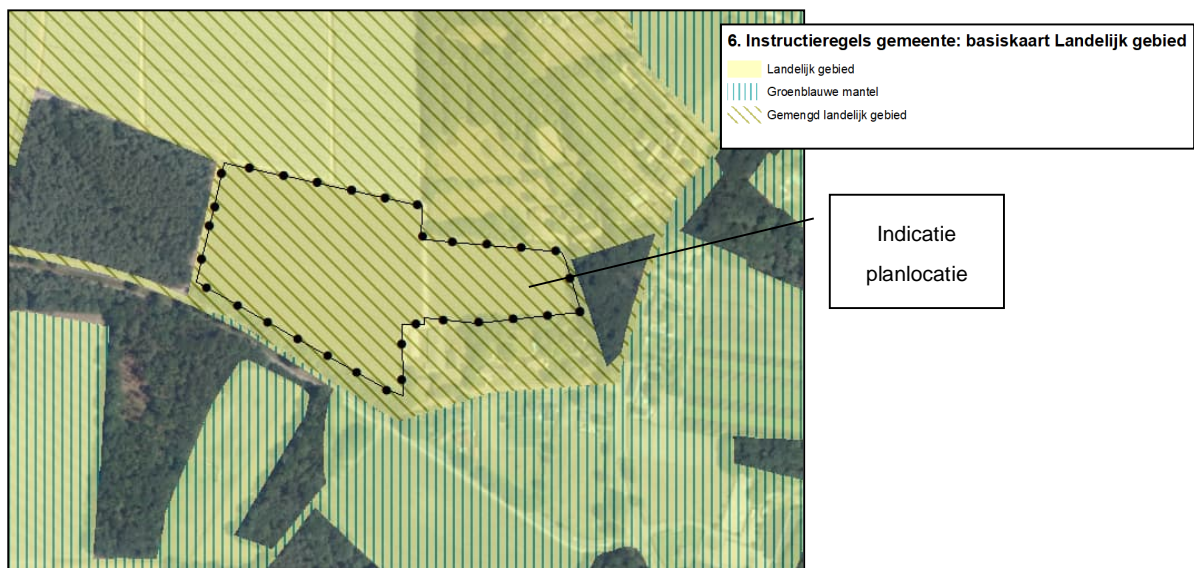 6. Instructieregels gemeente: basiskaart Landelijk gebied
Landelijk gebied
Groenblauwe mantel
Gemengd landelijk gebied
Indicatie
planlocatie